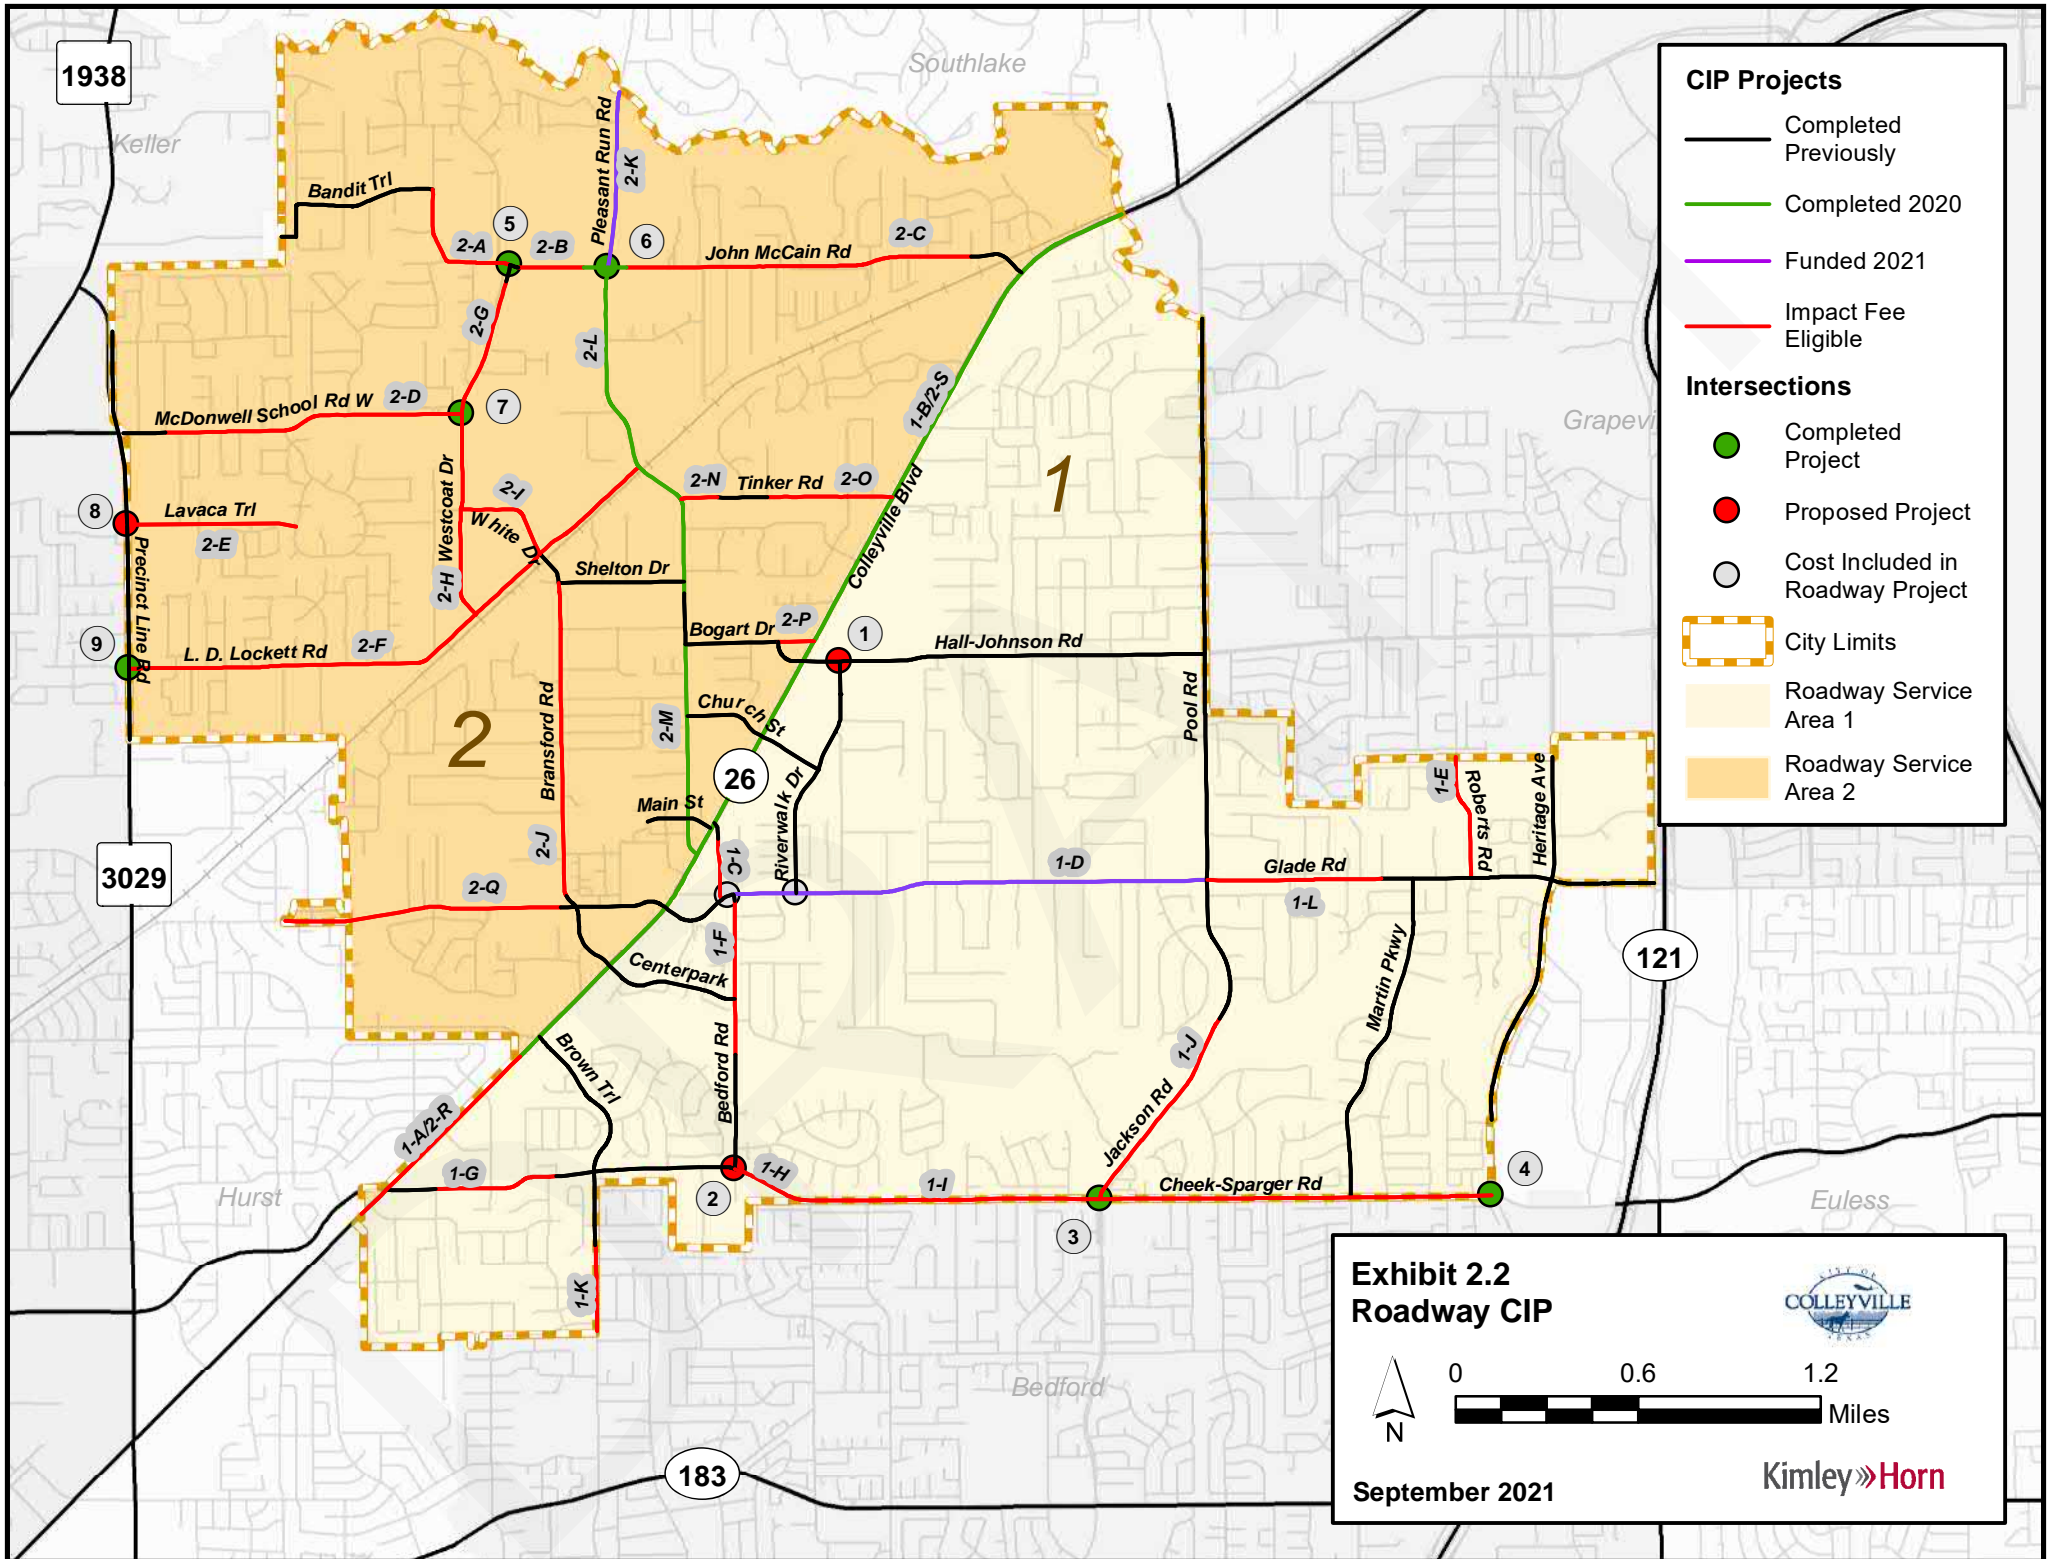 1938
Keller
Southlake
Grapevi
Hurst
Bedford
Euless
Bandit Trl
Pleasant Run Rd
2-K
5
2-A
2-B
6
John McCain Rd
2-C
2-G
2-L
1-B/2-S
McDonwell School Rd W
2-D
7
Westcoat Dr
2-I
White Dr
2-N
Tinker Rd
2-O
Colleyville Blvd
1
8
Lavaca Trl
2-E
Precinct Line Rd
2-H
Shelton Dr
9
L. D. Lockett Rd
2-F
Bogart Dr
2-P
1
Hall-Johnson Rd
Bransford Rd
2
2-M
Church St
26
Pool Rd
Main St
Riverwalk Dr
1-C
2-J
3029
2-Q
1-D
Glade Rd
1-L
1-E
Roberts Rd
Heritage Ave
1-F
Centerpark
Martin Pkwy
121
Brown Trl
Bedford Rd
1-J
Jackson Rd
1-A/2-R
1-G
1-H
2
1-I
Cheek-Sparger Rd
4
3
1-K
183
CIP Projects
Completed
Previously
Completed 2020
Funded 2021
Impact Fee
Eligible
Intersections
Completed
Project
Proposed Project
Cost Included in
Roadway Project
City Limits
Roadway Service
Area 1
Roadway Service
Area 2
Exhibit 2.2
Roadway CIP
CITY OF
COLLEYVILLE
TEXAS
0 0.6 1.2
Miles
N
September 2021
Kimley»Horn